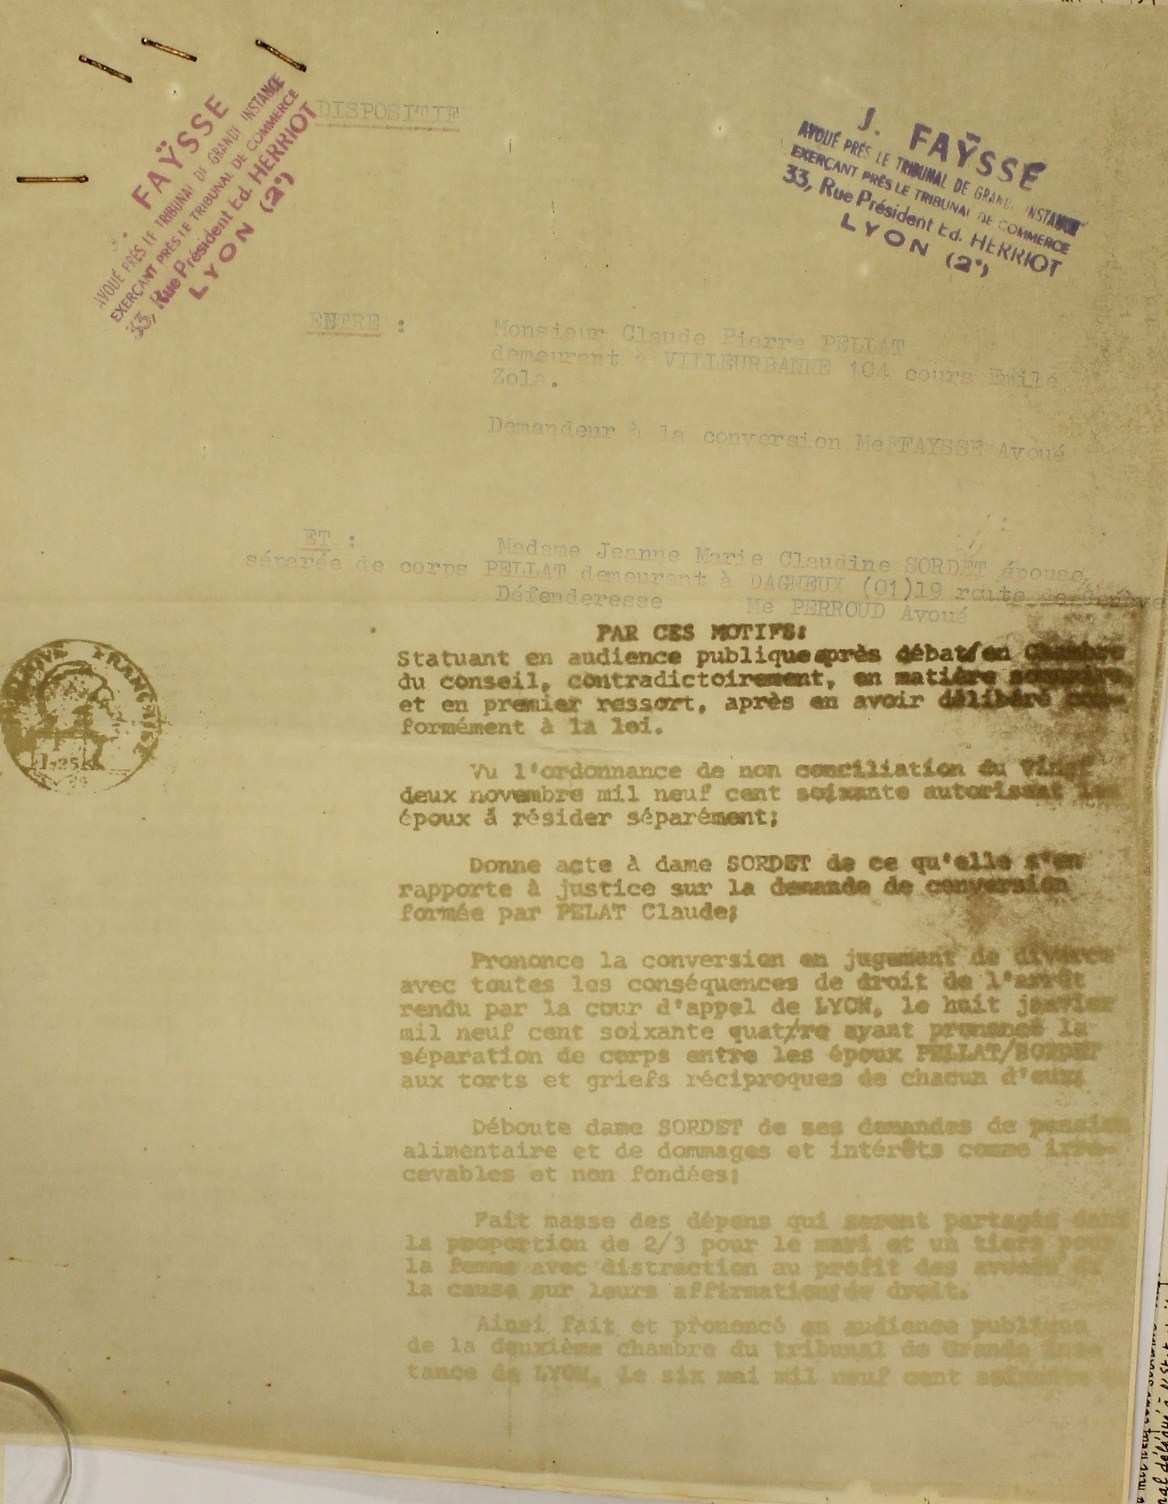 DISPOSITIF
J. FAŸSSE
AVOUÉ PRÈS LE TRIBUNAL DE GRANDE INSTANCE
EXERÇANT PRÈS LE TRIBUNAL DE COMMERCE
33, Rue Président Ed. HERRIOT
LYON (2°)
J. FAŸSSE
AVOUÉ PRÈS LE TRIBUNAL DE GRANDE INSTANCE
EXERÇANT PRÈS LE TRIBUNAL DE COMMERCE
33, Rue Président Ed. HERRIOT
LYON (2°)
ENTRE : Monsieur Claude Pierre PELLAT
demeurant à VILLEURBANNE 104 cours Emile
Zola.
Demandeur à la conversion Me FAYSSE Avoué
ET : Madame Jeanne Marie Claudine SORDET épouse
séparée de corps PELLAT demeurant à DAGNEUX (01) 19 route de Genève
Défenderesse Me PERROUD Avoué
PAR CES MOTIFS:
Statuant en audience publique après débat/en Chambre
du conseil, contradictoirement, en matière sommaire,
et en premier ressort, après en avoir délibéré con-
formément à la loi.
Vu l'ordonnance de non conciliation du vingt
deux novembre mil neuf cent soixante autorisant les
époux à résider séparément;
Donne acte à dame SORDET de ce qu'elle s'en
rapporte à justice sur la demande de conversion
formée par PELAT Claude;
Prononce la conversion en jugement de divorce
avec toutes les conséquences de droit de l'arrêt
rendu par la cour d'appel de LYON, le huit janvier
mil neuf cent soixante quat/re ayant prononcé la
séparation de corps entre les époux PELLAT/SORDET
aux torts et griefs réciproques de chacun d'eux;
Déboute dame SORDET de ses demandes de pension
alimentaire et de dommages et intérêts comme irre-
cevables et non fondées;
Fait masse des dépens qui seront partagés dans
la proportion de 2/3 pour le mari et un tiers pour
la femme avec distraction au profit des avoués de
la cause sur leurs affirmations de droit.
Ainsi fait et prononcé en audience publique
de la deuxième chambre du tribunal de Grande Ins-
tance de LYON, le six mai mil neuf cent soixante